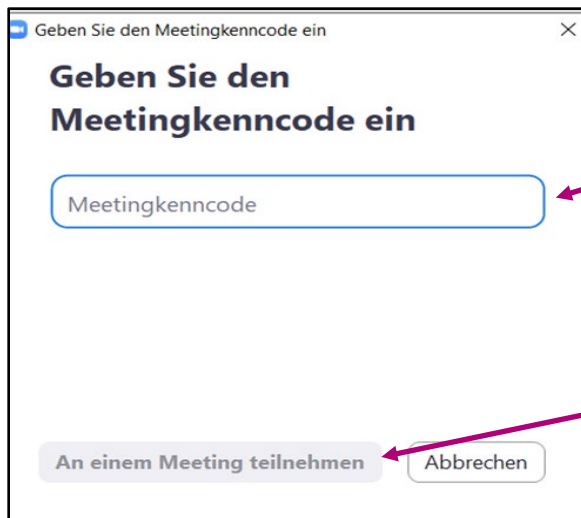 Geben Sie den Meetingkenncode ein
Geben Sie den
Meetingkenncode ein
Meetingkenncode
An einem Meeting teilnehmen
Abbrechen